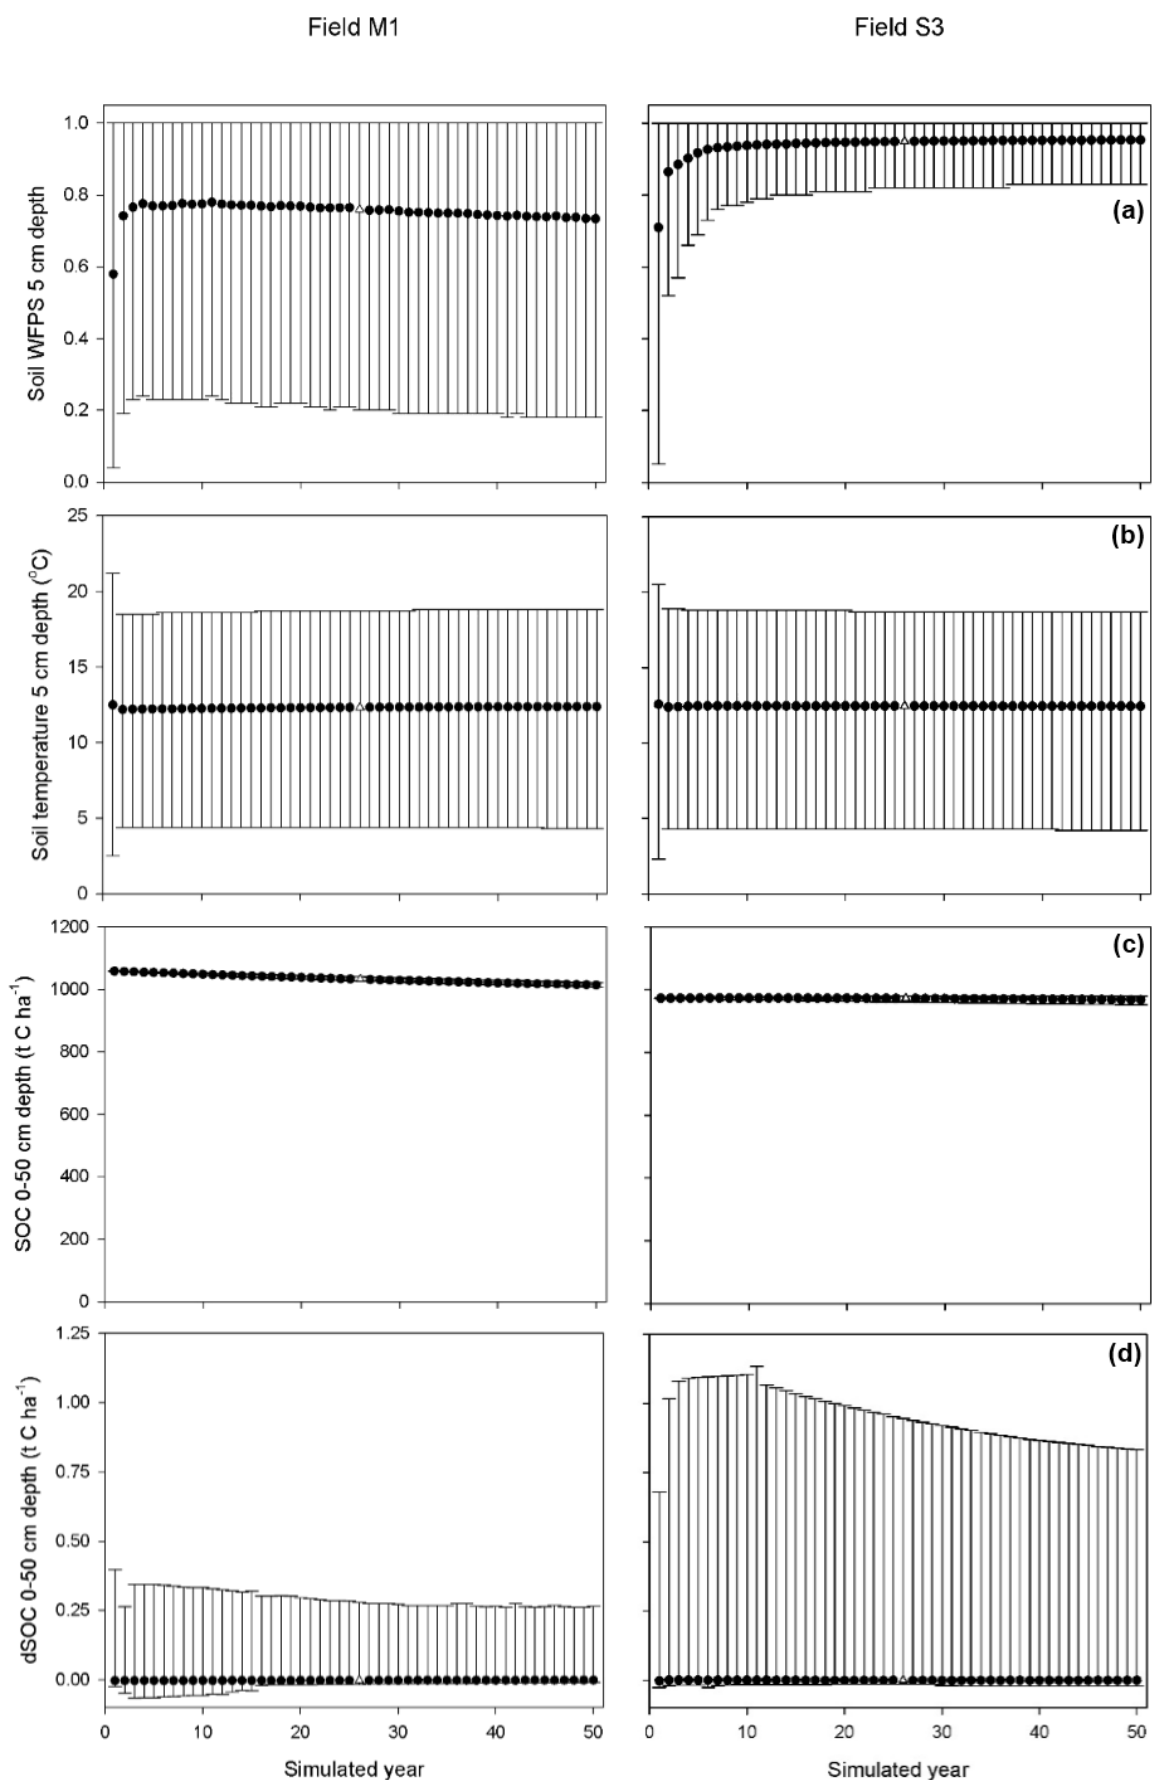 Field M1
Field S3
Soil WFPS 5 cm depth
1.0
0.8
0.6
0.4
0.2
0.0
(a)
Soil temperature 5 cm depth (⁰C)
25
20
15
10
5
0
(b)
SOC 0-50 cm depth (t C ha⁻¹)
1200
1000
800
600
400
200
0
(c)
dSOC 0-50 cm depth (t C ha⁻¹)
1.25
1.00
0.75
0.50
0.25
0.00
(d)
0 10 20 30 40 50
0 10 20 30 40 50
Simulated year
Simulated year